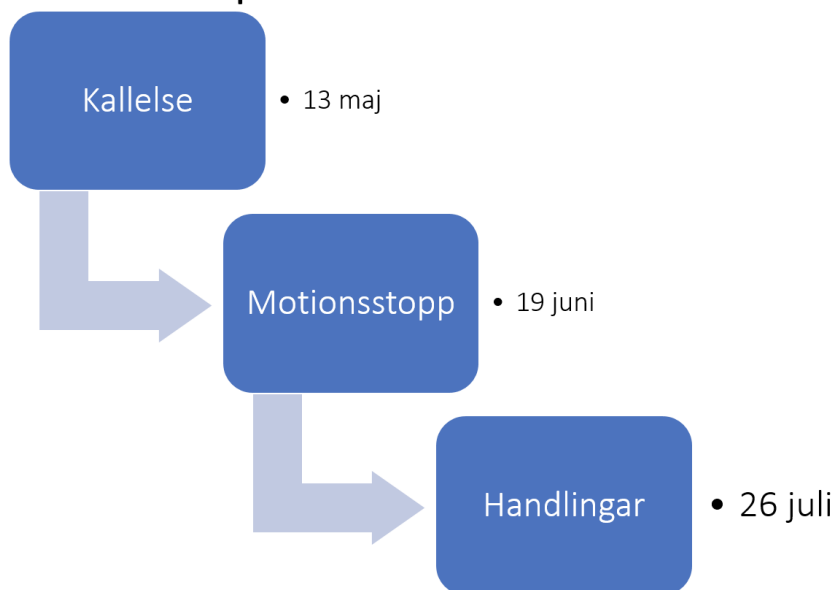 Kallelse
• 13 maj
Motionsstopp
• 19 juni
Handlingar
• 26 juli